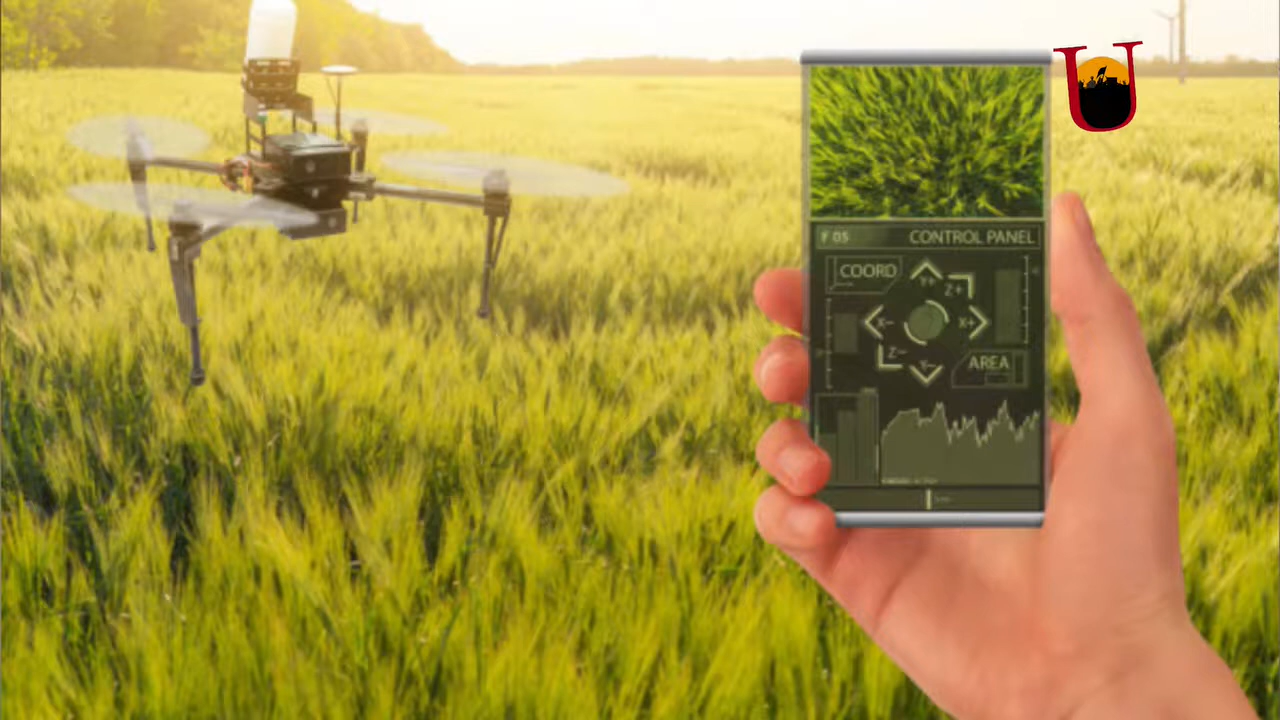 U
F 05
CONTROL PANEL
COORD
Y+
Z+
X-
X+
Z-
Y-
AREA